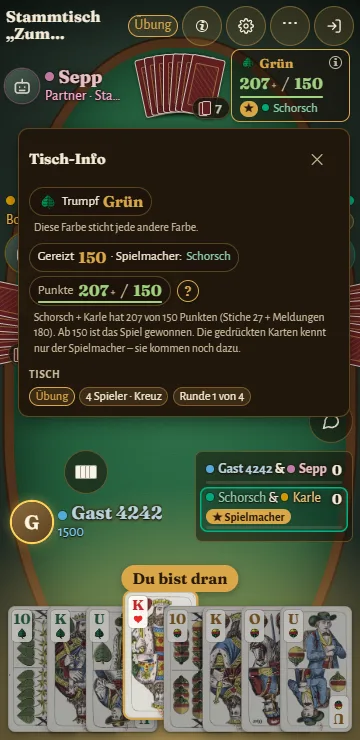 Stammtisch
„Zum...
Übung
Sepp
Partner · Sta...
7
Grün
207+ / 150
Schorsch
Tisch-Info
Trumpf Grün
Diese Farbe sticht jede andere Farbe.
Gereizt 150 · Spielmacher: Schorsch
Punkte 207+ / 150 ?
Schorsch + Karle hat 207 von 150 Punkten (Stiche 27 + Meldungen
180). Ab 150 ist das Spiel gewonnen. Die gedrückten Karten kennt
nur der Spielmacher – sie kommen noch dazu.
TISCH
Übung
4 Spieler · Kreuz
Runde 1 von 4
Gast 4242 & Sepp 0
Schorsch & Karle 0
★ Spielmacher
G
Gast 4242
1500
Du bist dran
10 K U K 10 K O U
U